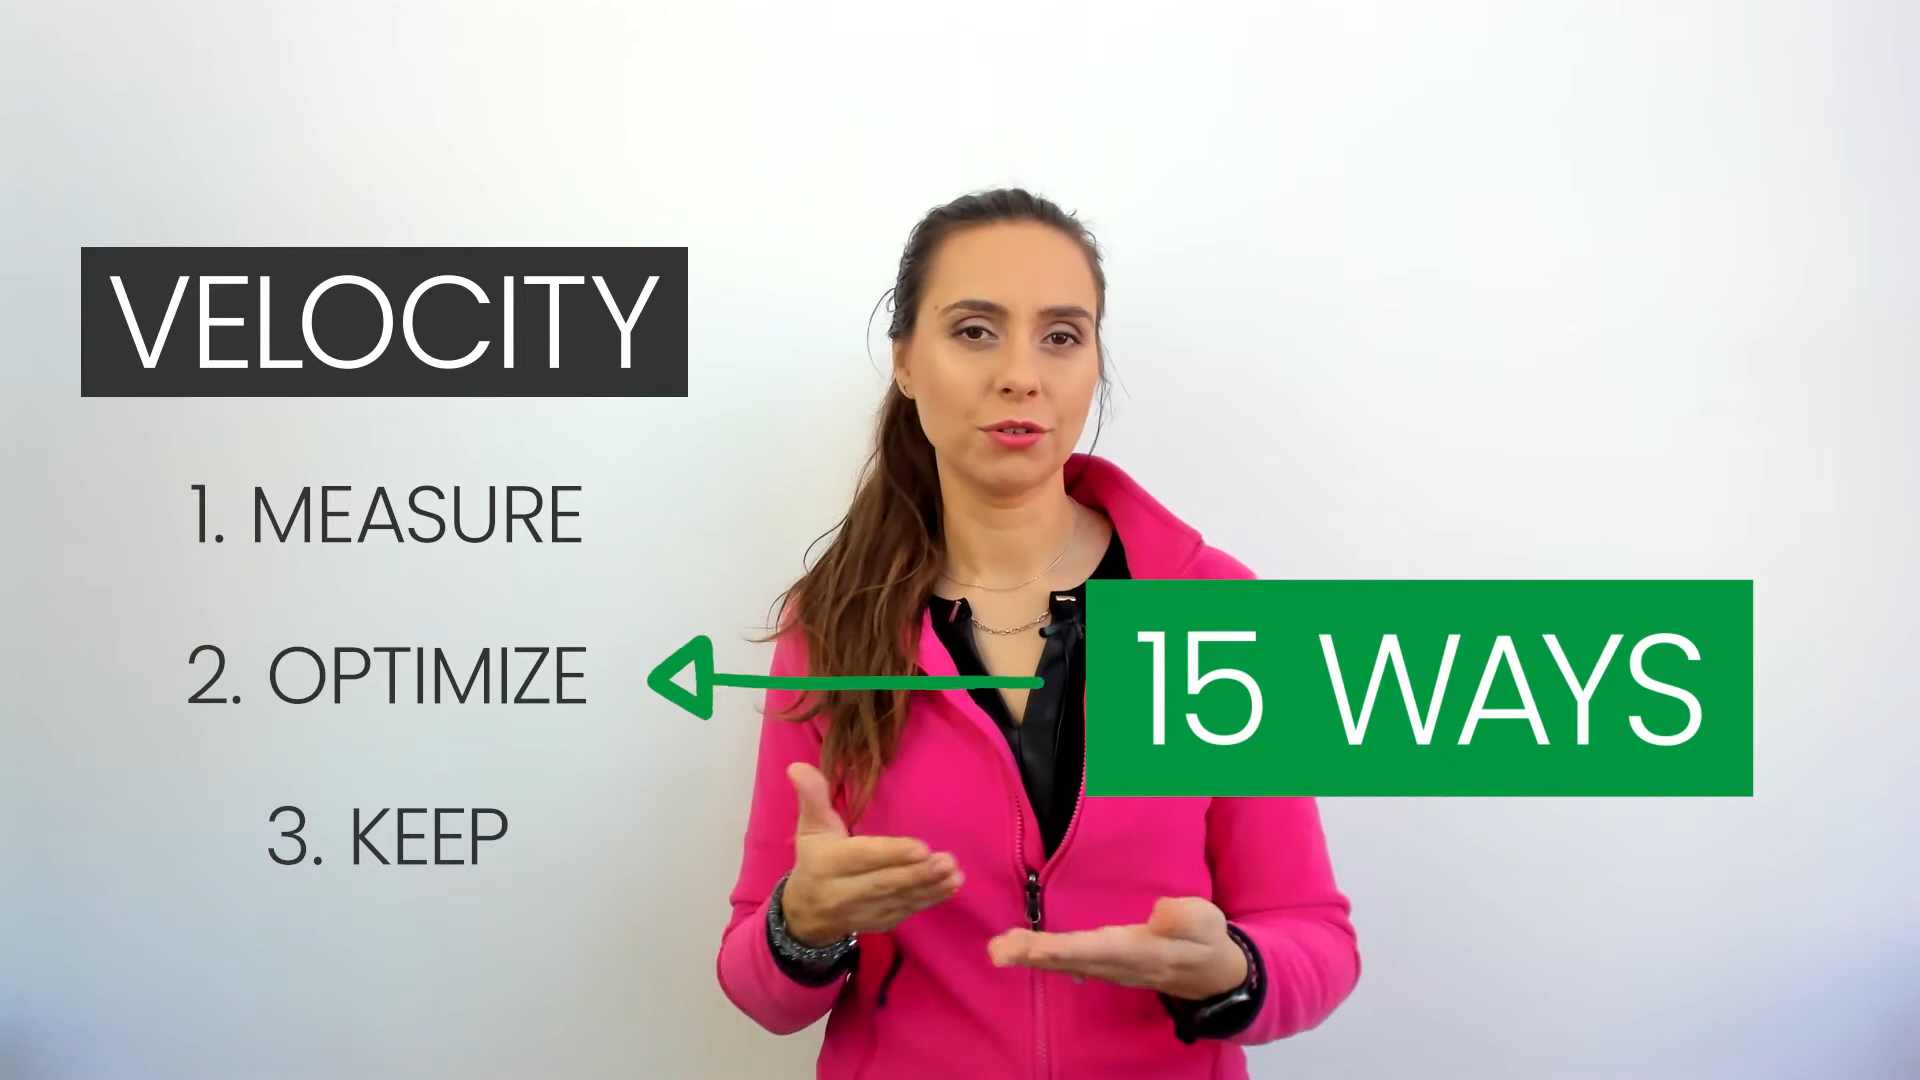 VELOCITY
1. MEASURE
2. OPTIMIZE
15 WAYS
3. KEEP